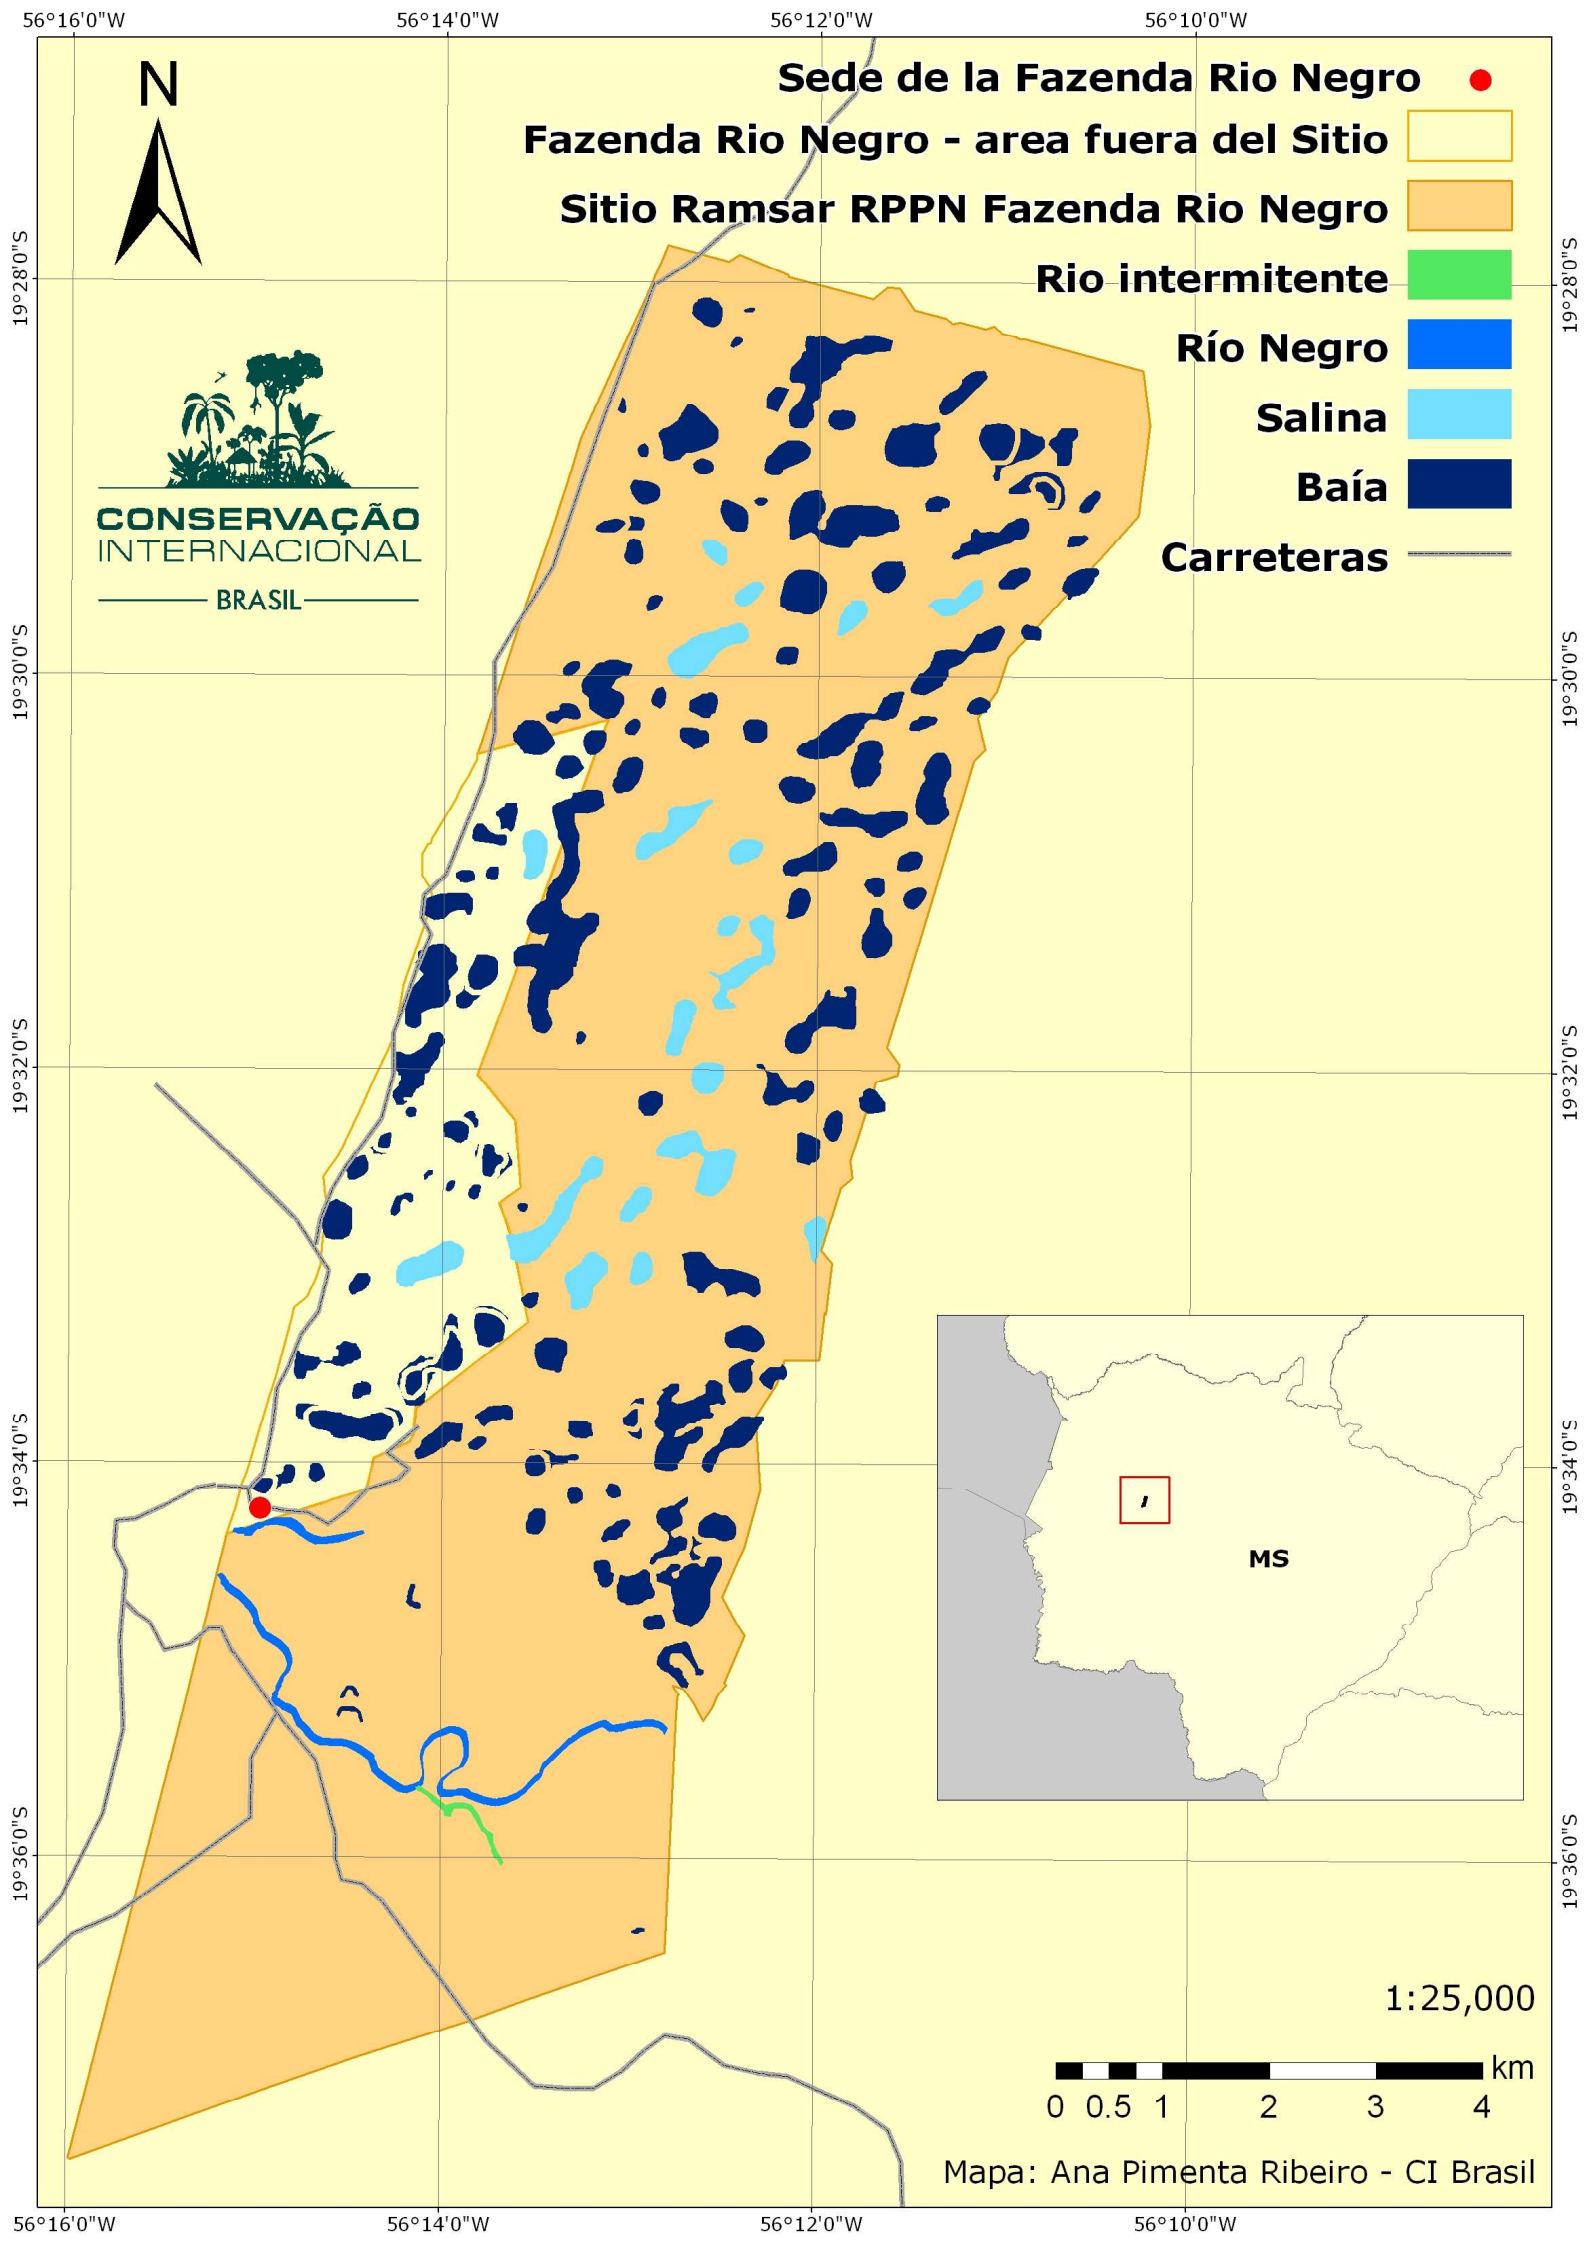 56°16'0"W 56°14'0"W 56°12'0"W 56°10'0"W
N
Sede de la Fazenda Rio Negro
Fazenda Rio Negro - area fuera del Sitio
Sitio Ramsar RPPN Fazenda Rio Negro
Rio intermitente
Río Negro
Salina
Baía
Carreteras
CONSERVAÇÃO
INTERNACIONAL
BRASIL
19°28'0"S 19°28'0"S
19°30'0"S 19°30'0"S
19°32'0"S 19°32'0"S
19°34'0"S 19°34'0"S
19°36'0"S 19°36'0"S
MS
1:25,000
km
0 0.5 1 2 3 4
Mapa: Ana Pimenta Ribeiro - CI Brasil
56°16'0"W 56°14'0"W 56°12'0"W 56°10'0"W